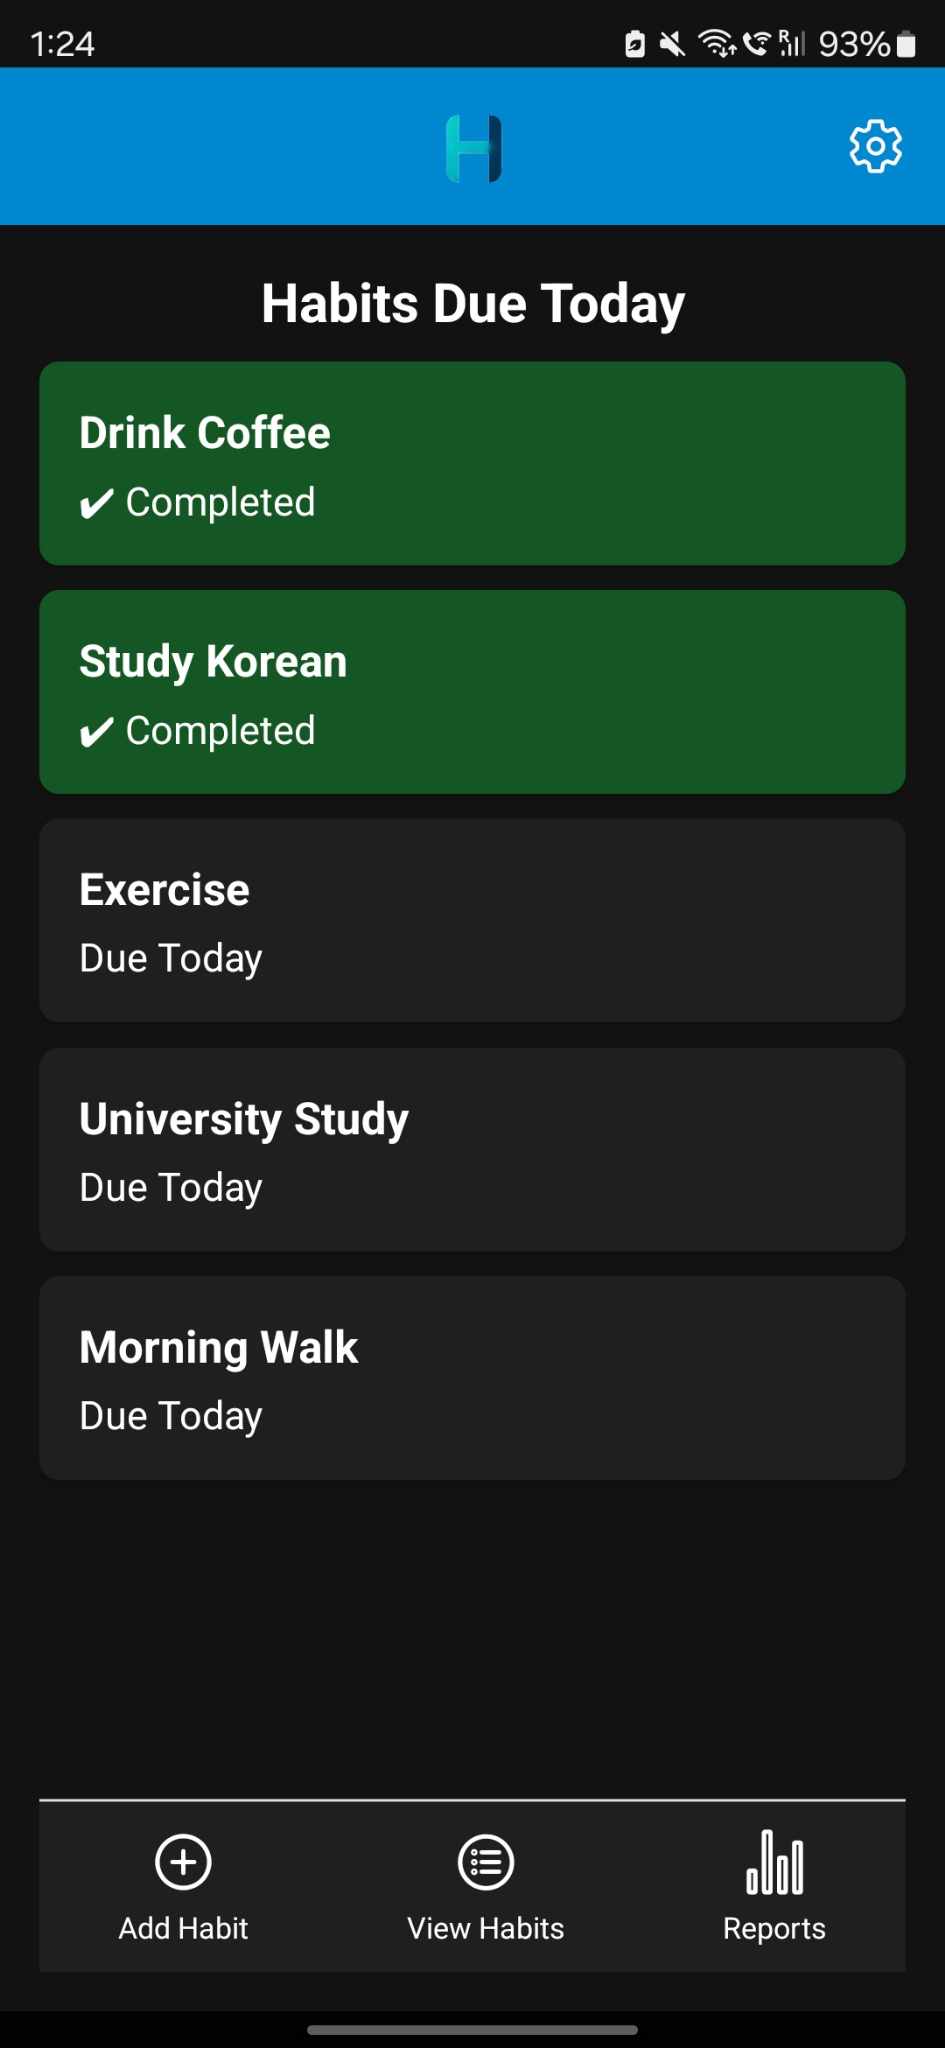 1:24
R
93%
H
Habits Due Today
Drink Coffee
✔ Completed
Study Korean
✔ Completed
Exercise
Due Today
University Study
Due Today
Morning Walk
Due Today
Add Habit
View Habits
Reports